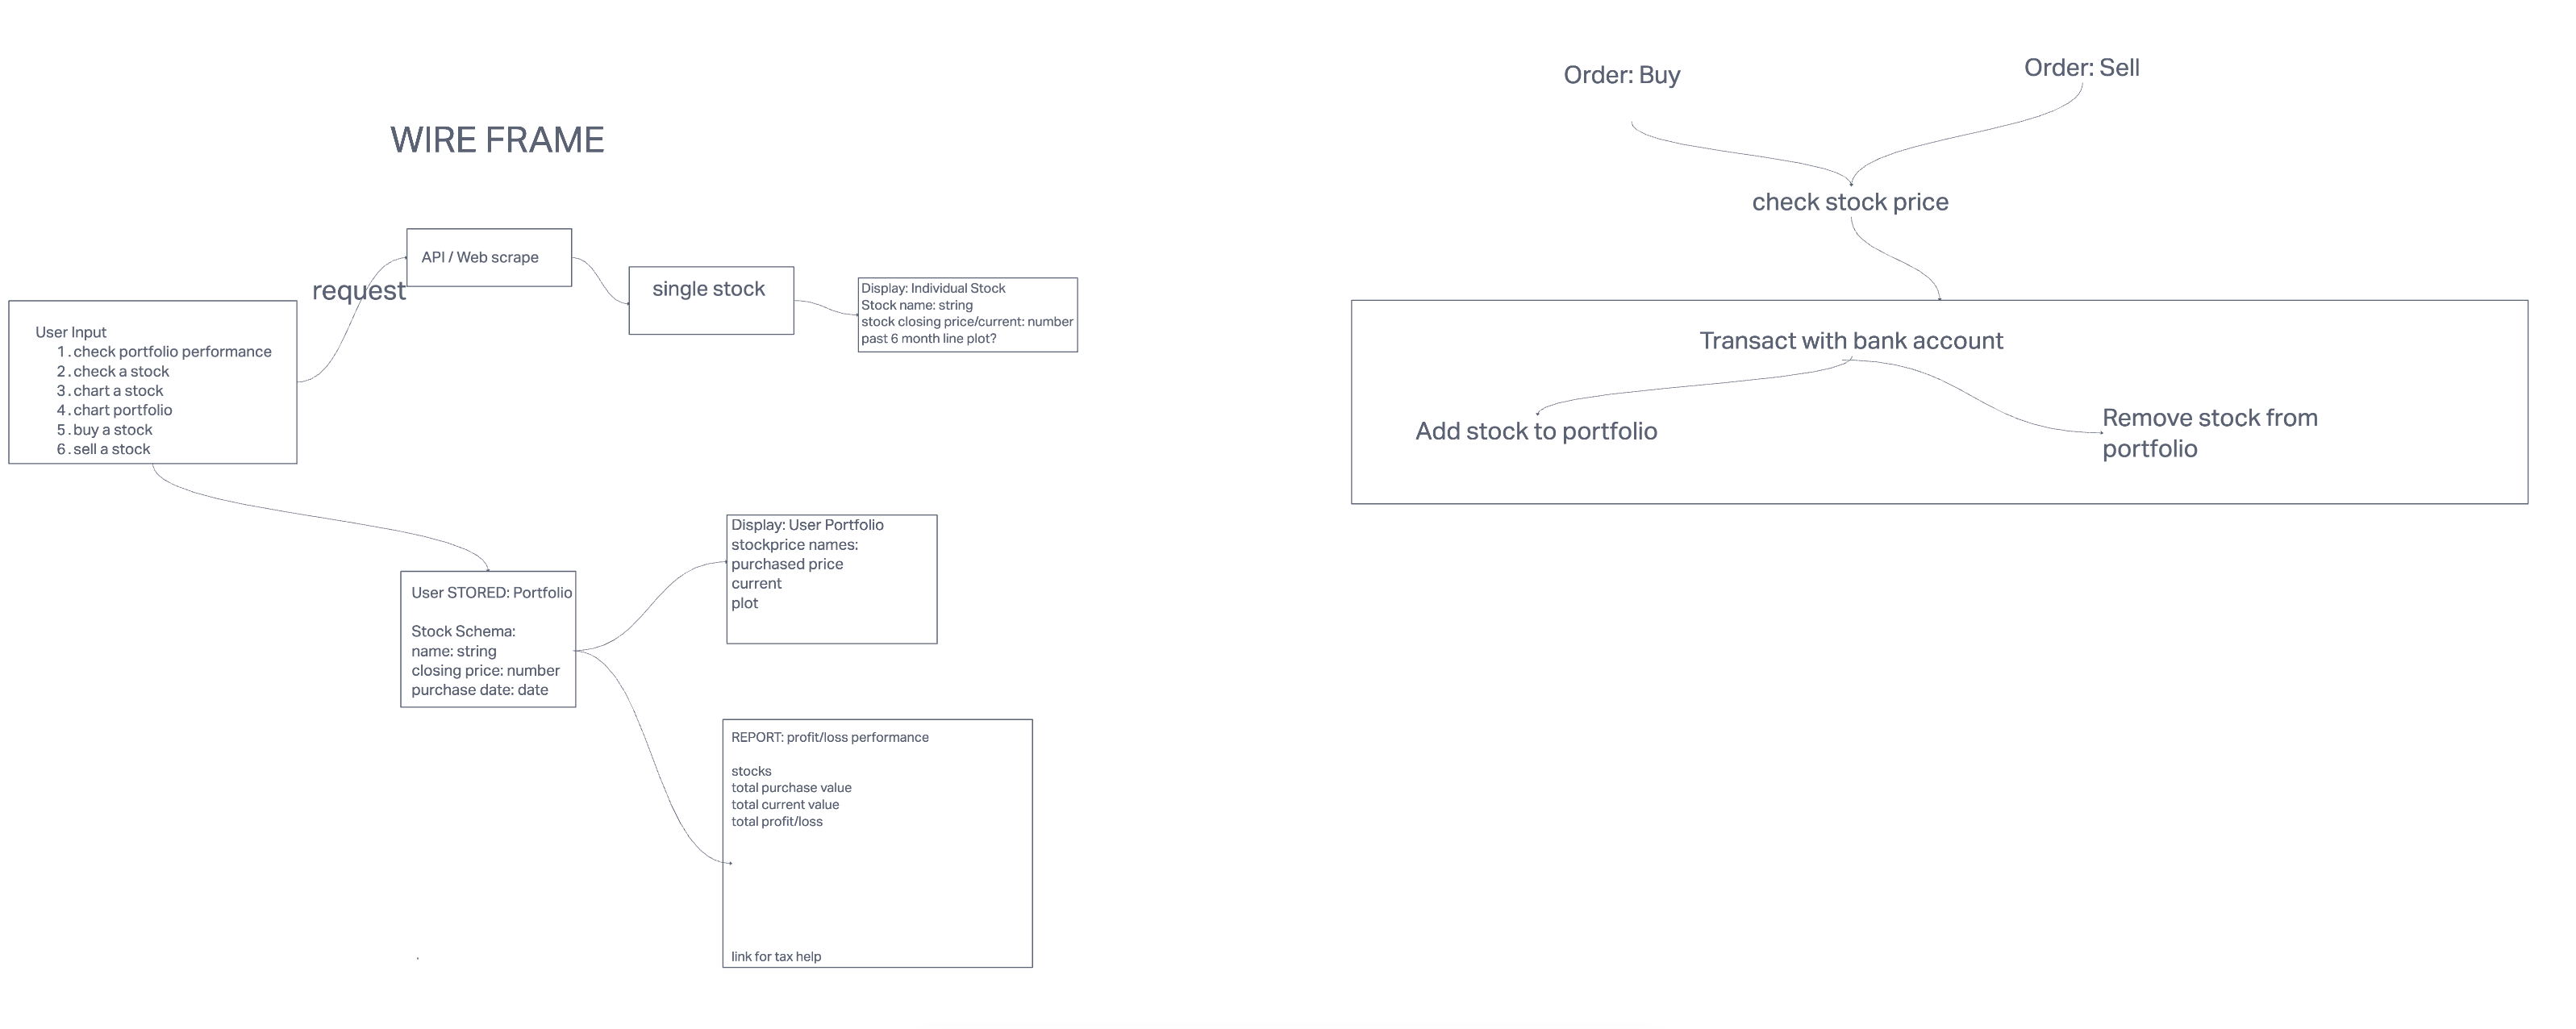 WIRE FRAME
request
User Input
1. check portfolio performance
2. check a stock
3. chart a stock
4. chart portfolio
5. buy a stock
6. sell a stock
API / Web scrape
single stock
Display: Individual Stock
Stock name: string
stock closing price/current: number
past 6 month line plot?
User STORED: Portfolio
Stock Schema:
name: string
closing price: number
purchase date: date
Display: User Portfolio
stockprice names:
purchased price
current
plot
REPORT: profit/loss performance
stocks
total purchase value
total current value
total profit/loss
link for tax help
Order: Buy
Order: Sell
check stock price
Transact with bank account
Add stock to portfolio
Remove stock from
portfolio